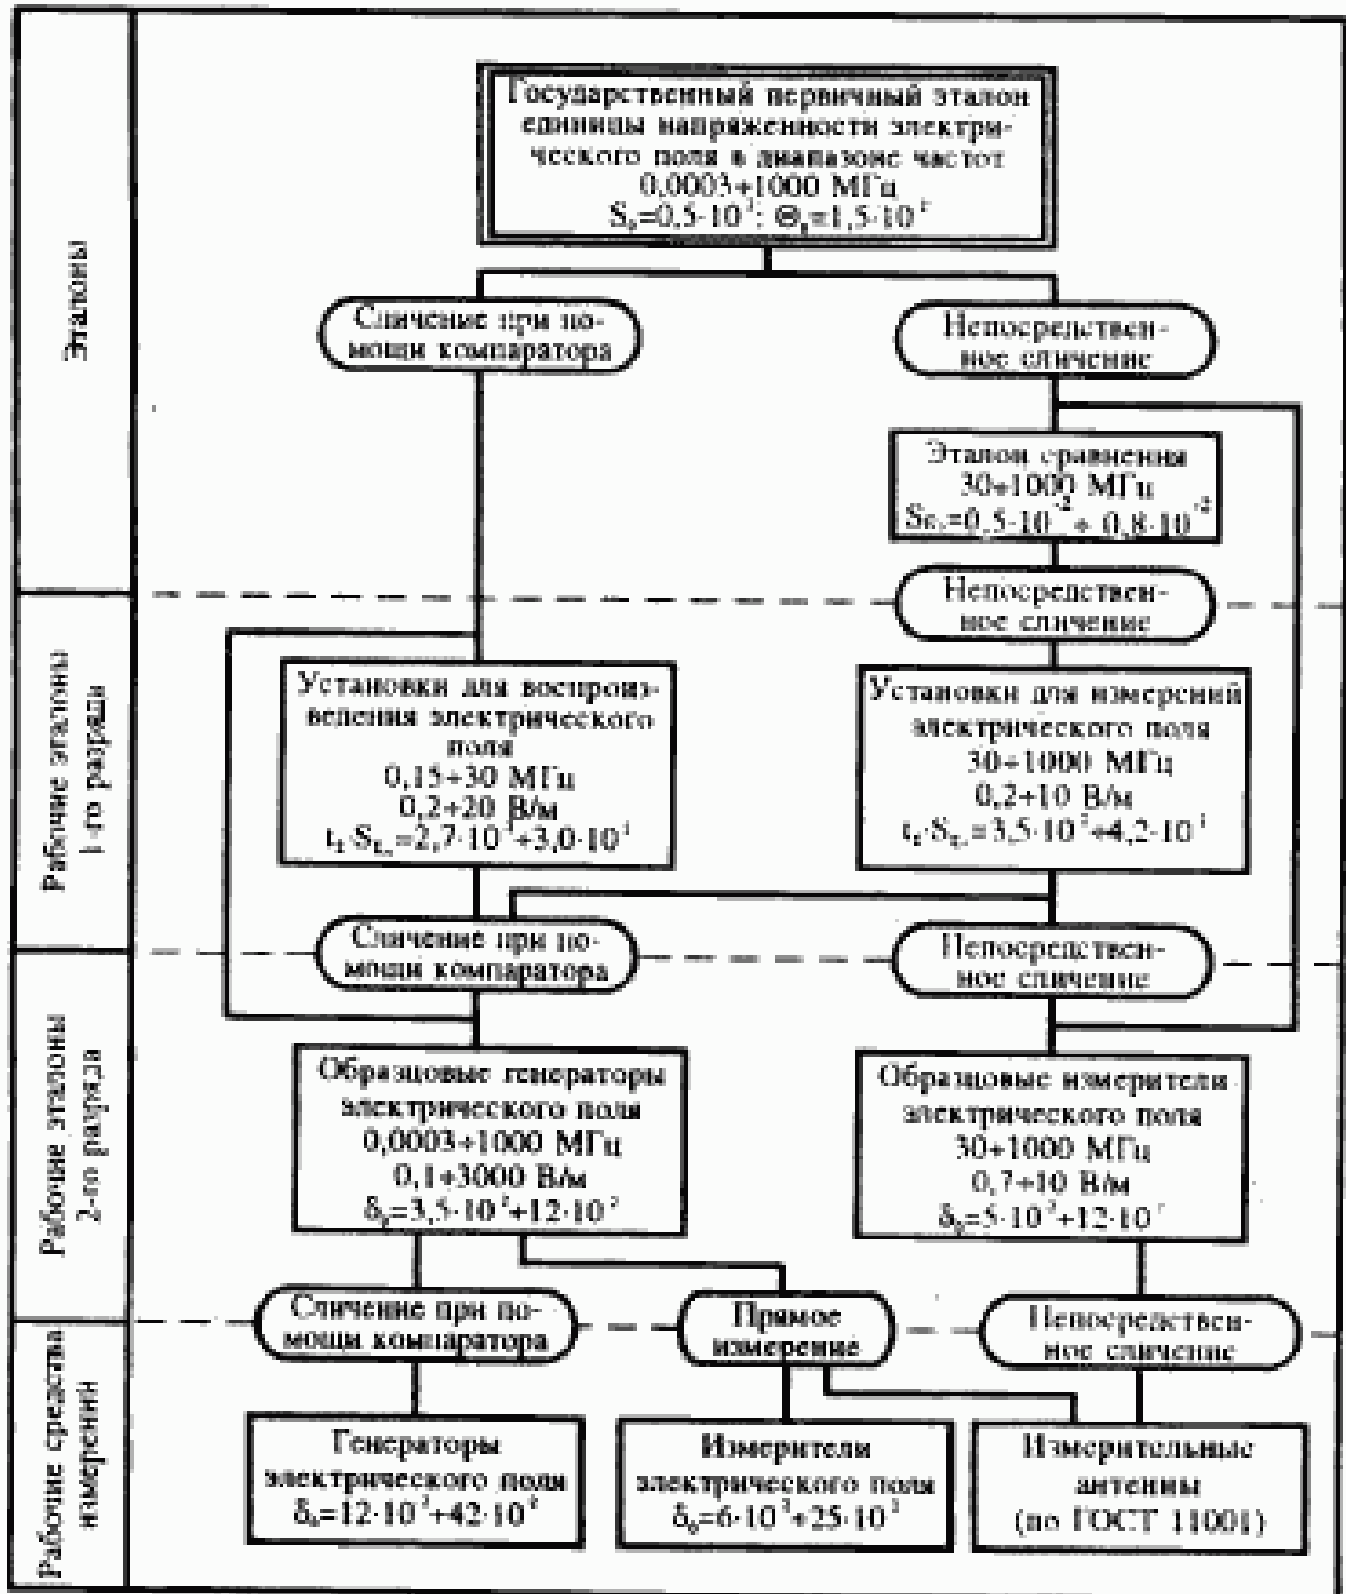 Эталоны
Государственный первичный эталон
единицы напряженности электри-
ческого поля в диапазоне частот
0,0003÷1000 МГц
Сличение при по-
мощи компаратора
Непосредствен-
ное сличение
Эталон сравнения
30÷1000 МГц
Непосредствен-
ное сличение
Рабочие эталоны
1-го разряда
Установки для воспроиз-
ведения электрического
поля
0,15÷30 МГц
0,2÷20 В/м
Установки для измерений
электрического поля
30÷1000 МГц
0,2÷10 В/м
Сличение при по-
мощи компаратора
Непосредствен-
ное сличение
Рабочие эталоны
2-го разряда
Образцовые генераторы
электрического поля
0,0003÷1000 МГц
0,1÷3000 В/м
Образцовые измерители
электрического поля
30÷1000 МГц
0,7÷10 В/м
Сличение при по-
мощи компаратора
Прямое
измерение
Непосредствен-
ное сличение
Рабочие средства
измерений
Генераторы
электрического поля
Измерители
электрического поля
Измерительные
антенны
(по ГОСТ 11001)